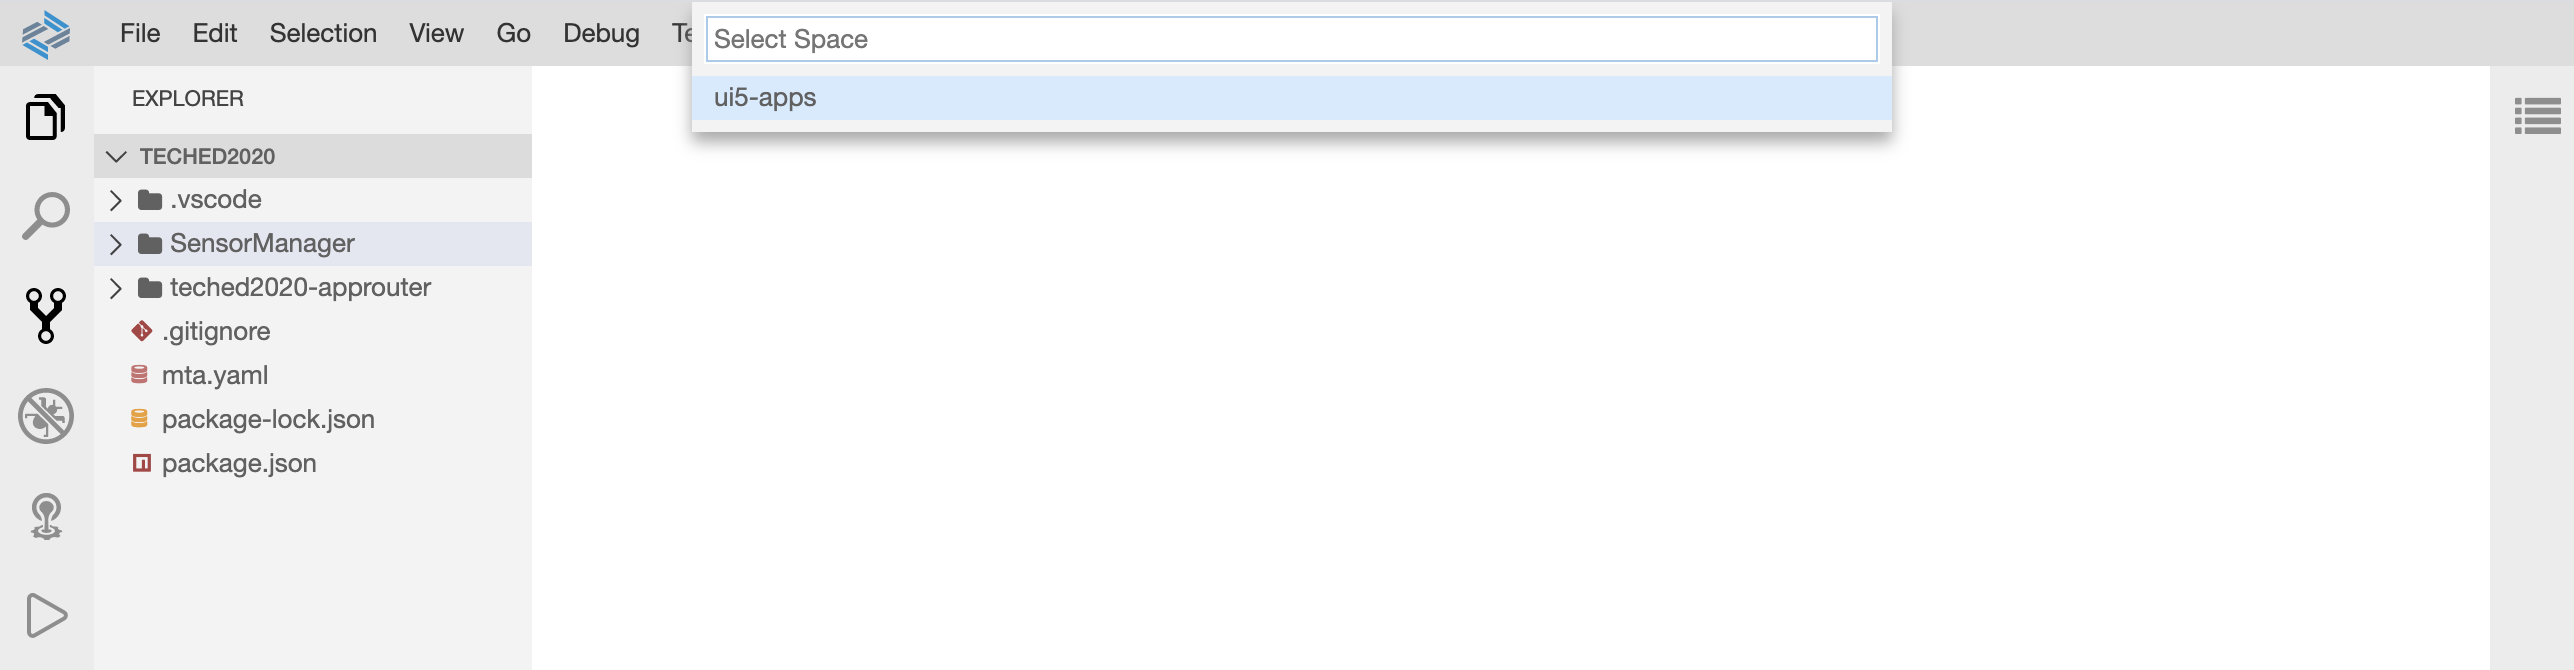 File Edit Selection View Go Debug Te
Select Space
ui5-apps
EXPLORER
TECHED2020
.vscode
SensorManager
teched2020-approuter
.gitignore
mta.yaml
package-lock.json
package.json